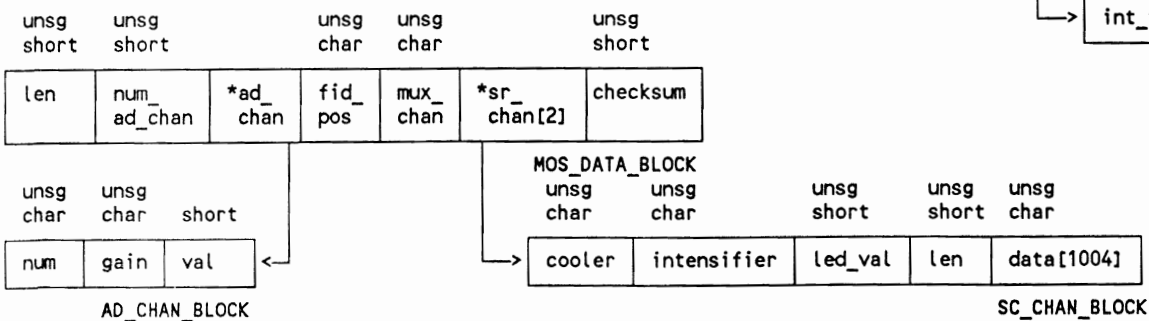 unsg unsg unsg unsg unsg
short short char char short
int_
len num_ *ad_ fid_ mux_ *sr_ checksum
ad_chan chan pos chan chan[2]
MOS_DATA_BLOCK
unsg unsg unsg unsg unsg
char char short short char
unsg unsg
char char short
num gain val
cooler intensifier led_val len data[1004]
AD_CHAN_BLOCK
SC_CHAN_BLOCK